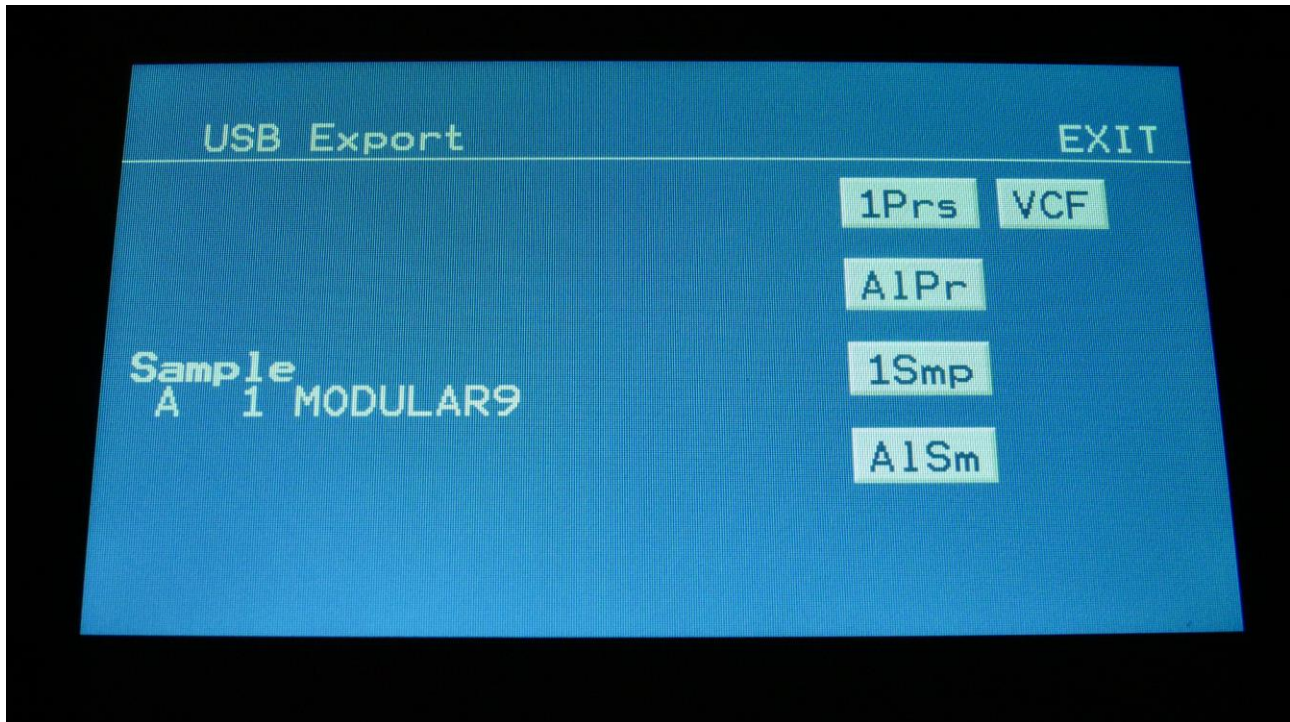 USB Export EXIT
1Prs VCF
AlPr
Sample
1Smp
A 1 MODULAR9
AlSm